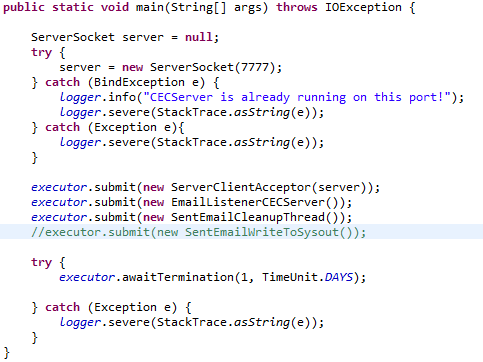 public static void main(String[] args) throws IOException {
ServerSocket server = null;
try {
server = new ServerSocket(7777);
} catch (BindException e) {
logger.info("CECServer is already running on this port!");
logger.severe(StackTrace.asString(e));
} catch (Exception e){
logger.severe(StackTrace.asString(e));
}
executor.submit(new ServerClientAcceptor(server));
executor.submit(new EmailListenerCECServer());
executor.submit(new SentEmailCleanupThread());
//executor.submit(new SentEmailWriteToSysout());
try {
executor.awaitTermination(1, TimeUnit.DAYS);
} catch (Exception e) {
logger.severe(StackTrace.asString(e));
}
}